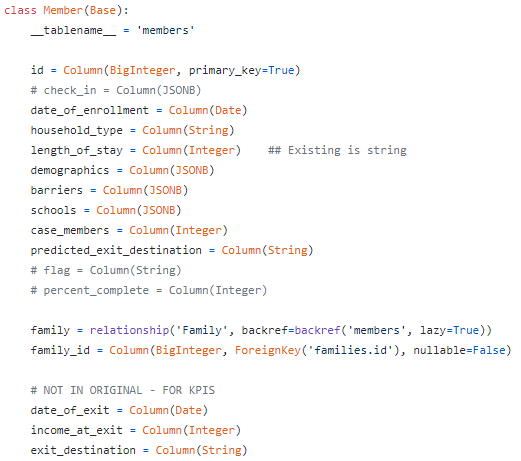 class Member(Base):
    __tablename__ = 'members'

    id = Column(BigInteger, primary_key=True)
    # check_in = Column(JSONB)
    date_of_enrollment = Column(Date)
    household_type = Column(String)
    length_of_stay = Column(Integer)    ## Existing is string
    demographics = Column(JSONB)
    barriers = Column(JSONB)
    schools = Column(JSONB)
    case_members = Column(Integer)
    predicted_exit_destination = Column(String)
    # flag = Column(String)
    # percent_complete = Column(Integer)

    family = relationship('Family', backref=backref('members', lazy=True))
    family_id = Column(BigInteger, ForeignKey('families.id'), nullable=False)

    # NOT IN ORIGINAL - FOR KPIS
    date_of_exit = Column(Date)
    income_at_exit = Column(Integer)
    exit_destination = Column(String)